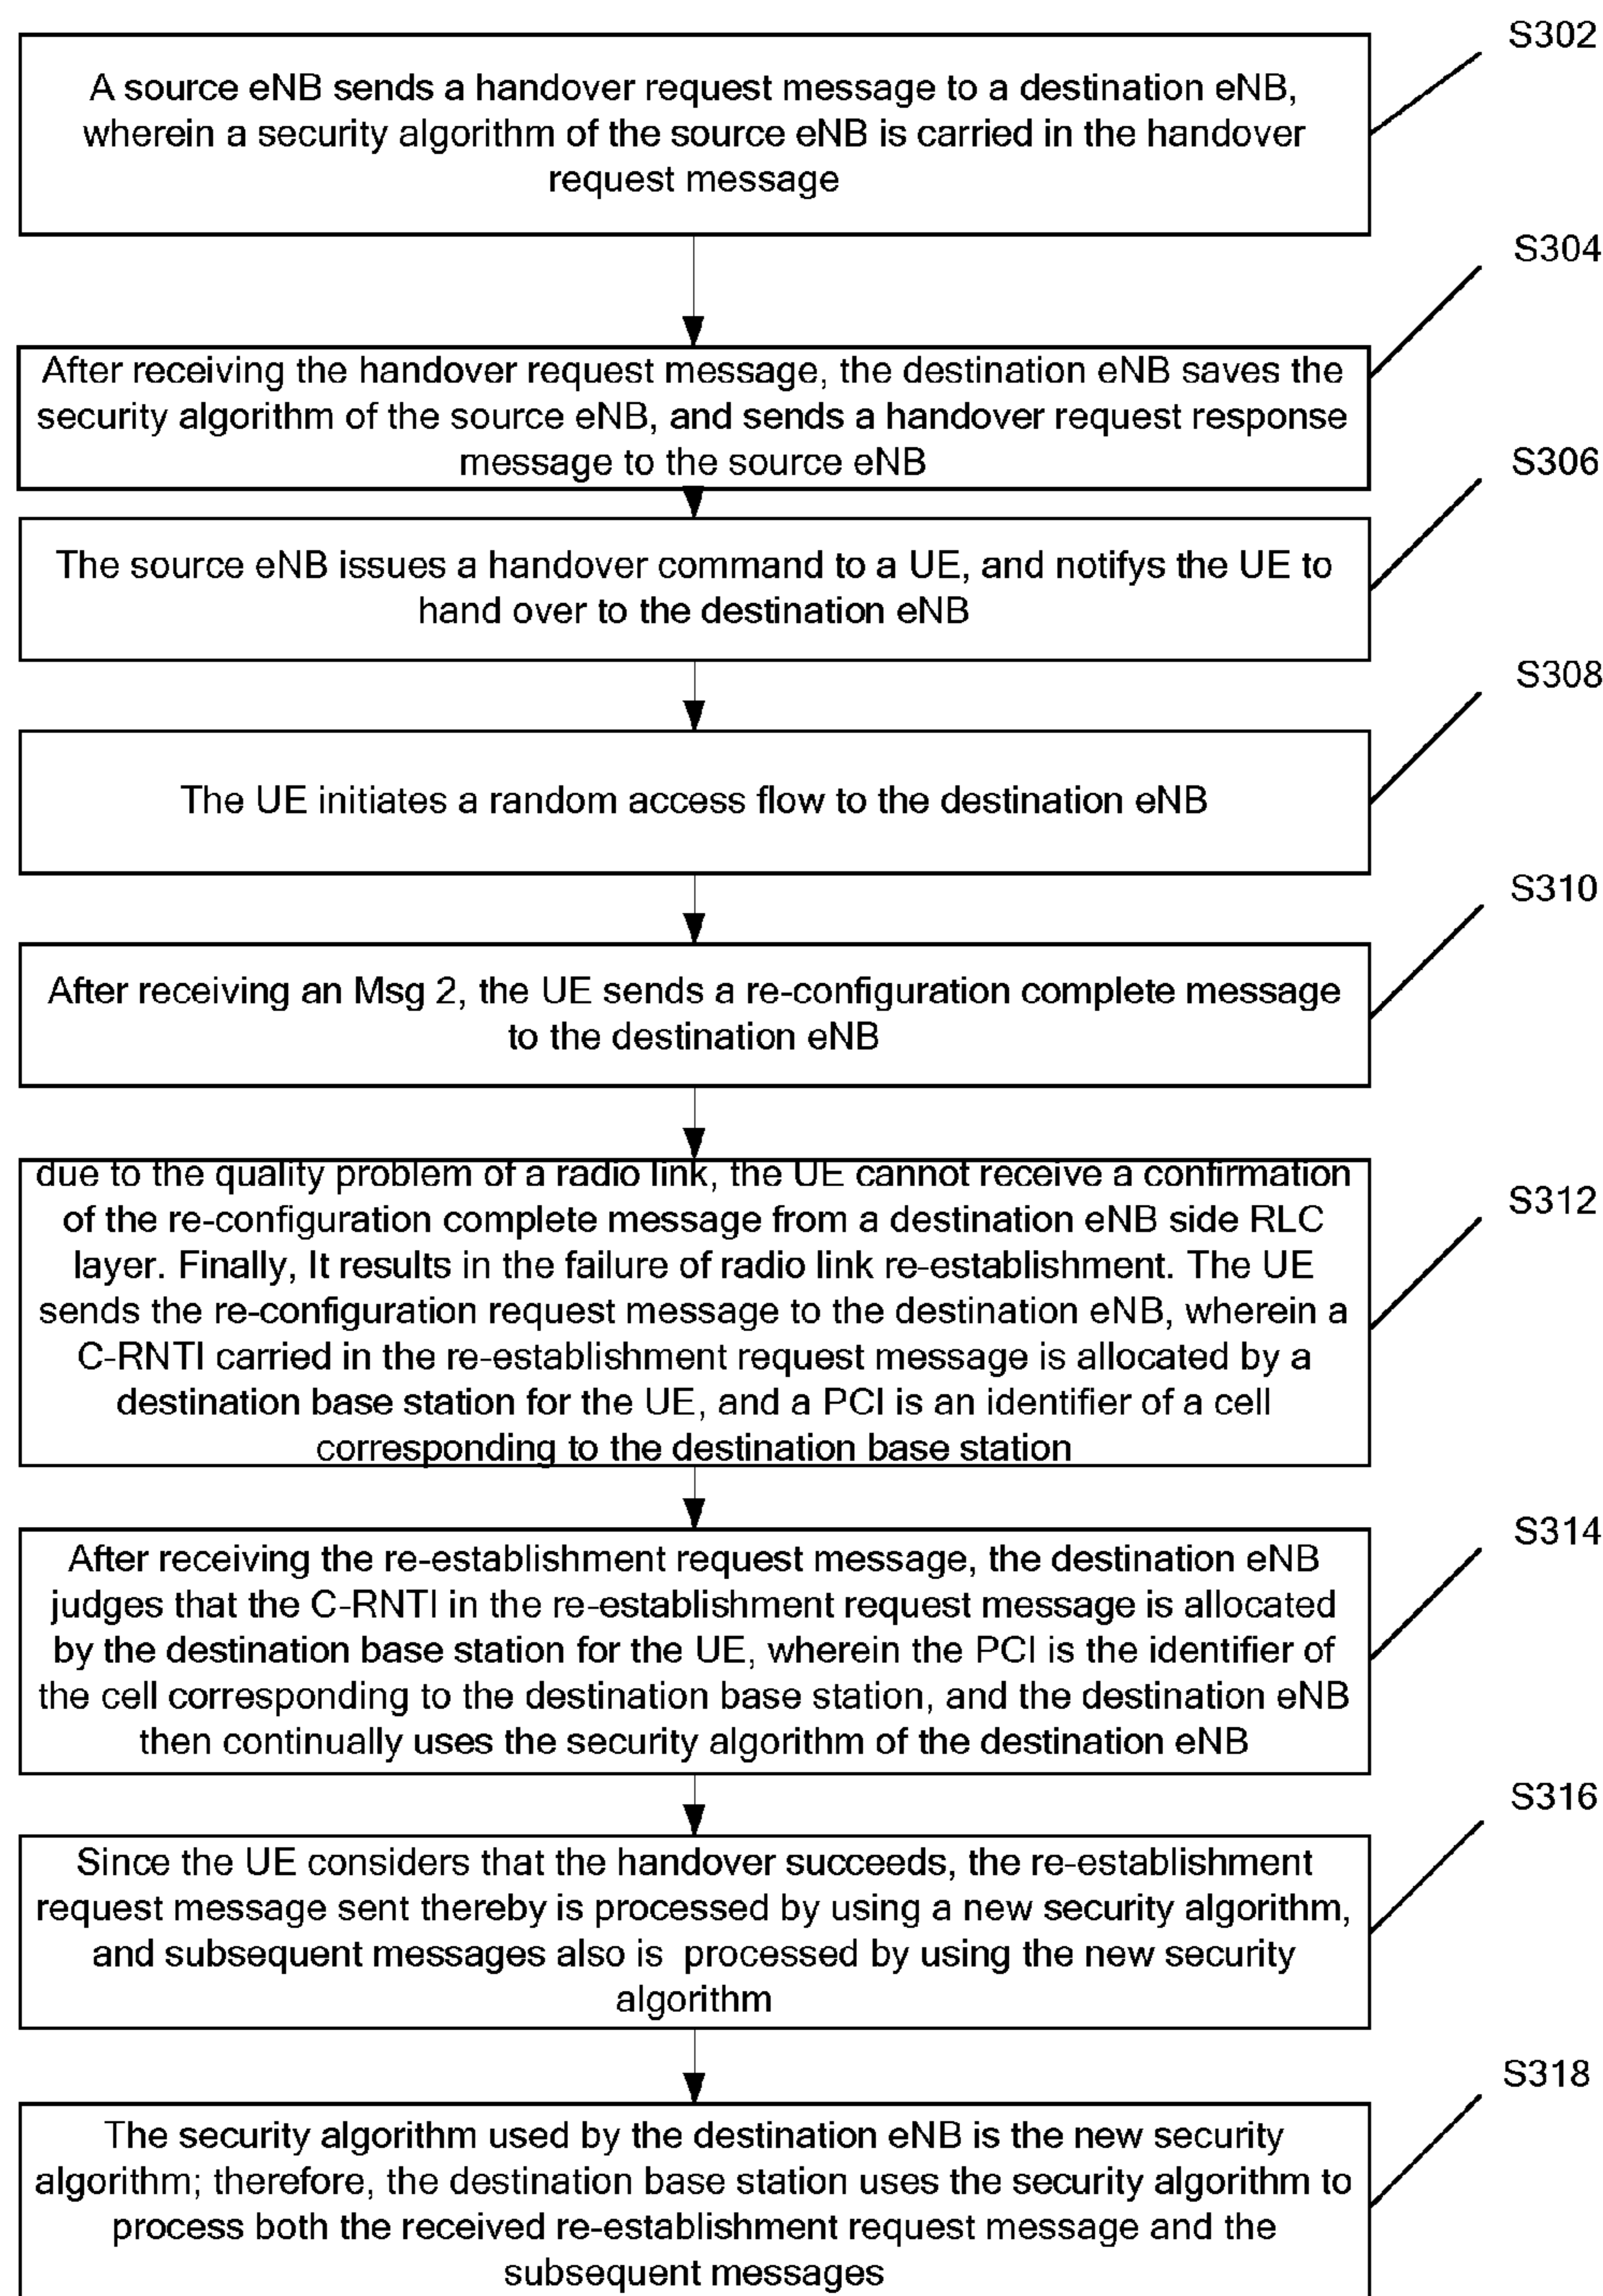 S302
A source eNB sends a handover request message to a destination eNB,
wherein a security algorithm of the source eNB is carried in the handover
request message
S304
After receiving the handover request message, the destination eNB saves the
security algorithm of the source eNB, and sends a handover request response
message to the source eNB
S306
The source eNB issues a handover command to a UE, and notifys the UE to
hand over to the destination eNB
S308
The UE initiates a random access flow to the destination eNB
S310
After receiving an Msg 2, the UE sends a re-configuration complete message
to the destination eNB
S312
due to the quality problem of a radio link, the UE cannot receive a confirmation
of the re-configuration complete message from a destination eNB side RLC
layer. Finally, It results in the failure of radio link re-establishment. The UE
sends the re-configuration request message to the destination eNB, wherein a
C-RNTI carried in the re-establishment request message is allocated by a
destination base station for the UE, and a PCI is an identifier of a cell
corresponding to the destination base station
S314
After receiving the re-establishment request message, the destination eNB
judges that the C-RNTI in the re-establishment request message is allocated
by the destination base station for the UE, wherein the PCI is the identifier of
the cell corresponding to the destination base station, and the destination eNB
then continually uses the security algorithm of the destination eNB
S316
Since the UE considers that the handover succeeds, the re-establishment
request message sent thereby is processed by using a new security algorithm,
and subsequent messages also is processed by using the new security
algorithm
S318
The security algorithm used by the destination eNB is the new security
algorithm; therefore, the destination base station uses the security algorithm to
process both the received re-establishment request message and the
subsequent messages